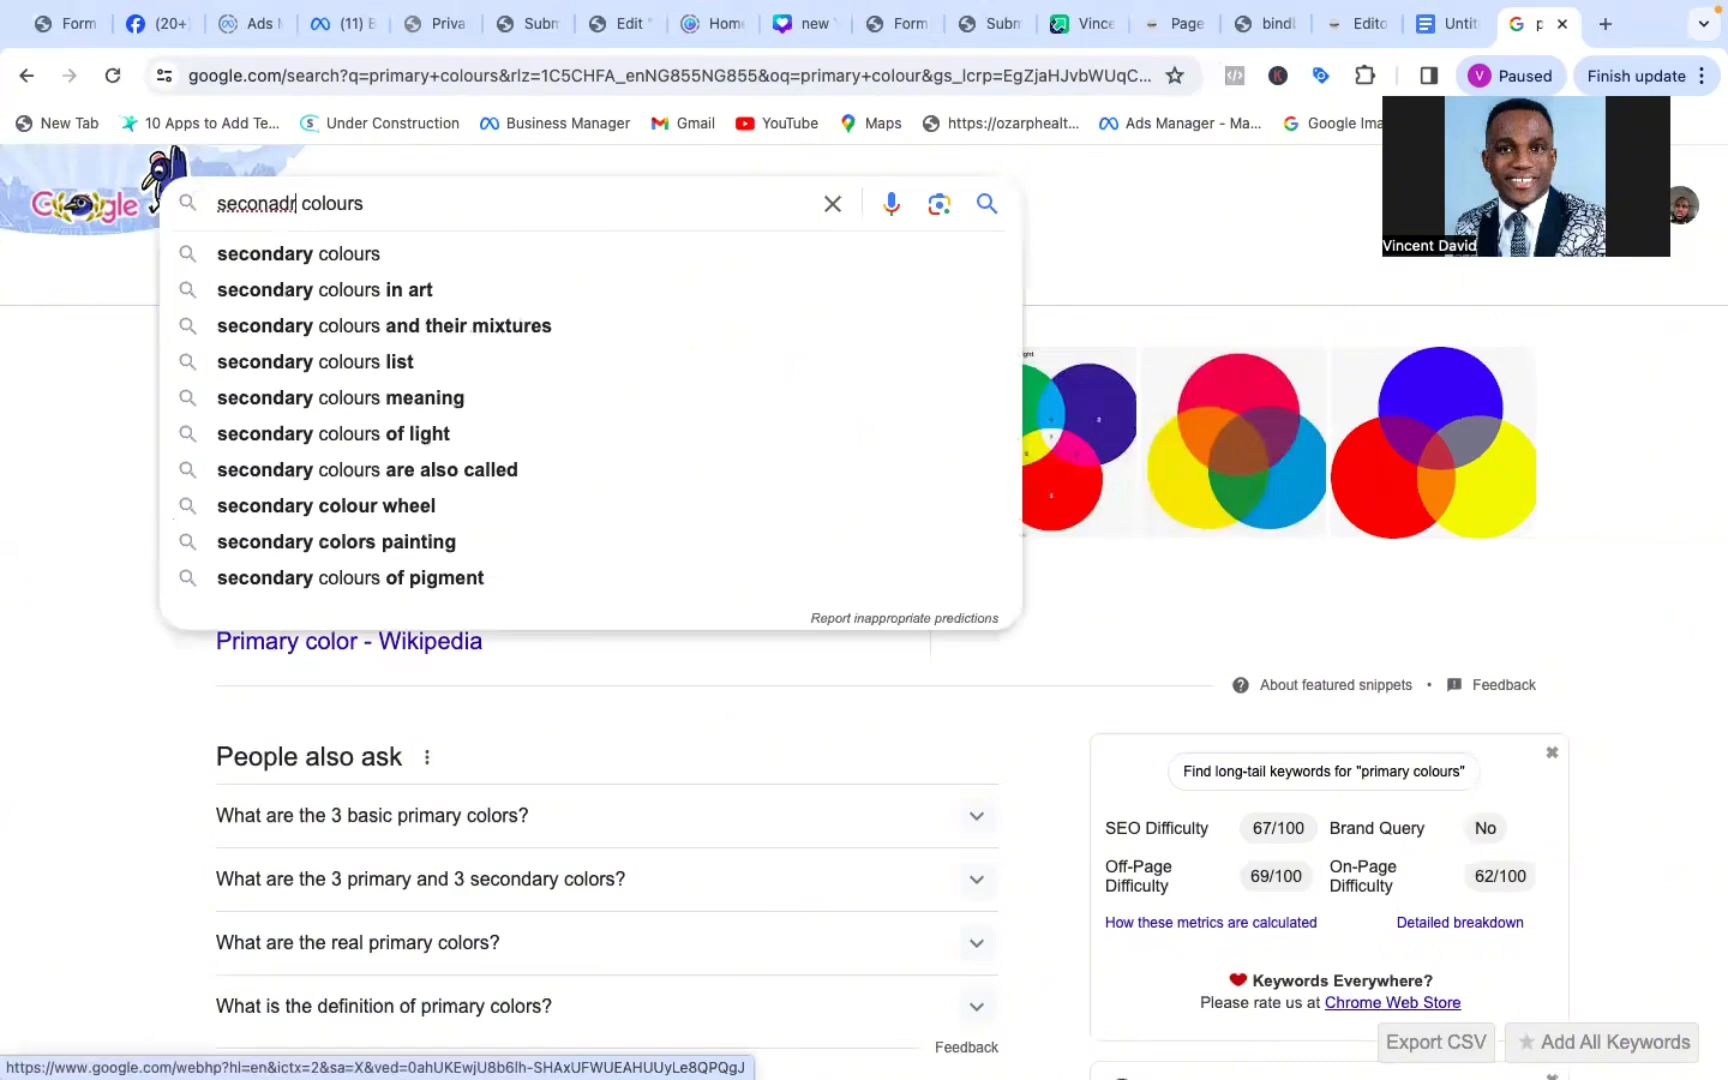 Form
(20+)
Ads M
(11) B
Priva
Subm
Edit "
Home
new
Form
Subm
Vince
Page
bindl
Edito
Untit
p
google.com/search?q=primary+colours&rlz=1C5CHFA_enNG855NG855&oq=primary+colour&gs_lcrp=EgZjaHJvbWUqC...
V Paused
Finish update
New Tab
10 Apps to Add Te...
Under Construction
Business Manager
Gmail
YouTube
Maps
https://ozarphealt...
Ads Manager - Ma...
Google Ima
Google
Vincent David
seconadr colours
secondary colours
secondary colours in art
secondary colours and their mixtures
secondary colours list
secondary colours meaning
secondary colours of light
secondary colours are also called
secondary colour wheel
secondary colors painting
secondary colours of pigment
Report inappropriate predictions
Primary color - Wikipedia
About featured snippets • Feedback
People also ask
What are the 3 basic primary colors?
What are the 3 primary and 3 secondary colors?
What are the real primary colors?
What is the definition of primary colors?
Feedback
Find long-tail keywords for "primary colours"
SEO Difficulty 67/100 Brand Query No
Off-Page Difficulty 69/100 On-Page Difficulty 62/100
How these metrics are calculated Detailed breakdown
Keywords Everywhere?
Please rate us at Chrome Web Store
Export CSV
Add All Keywords
https://www.google.com/webhp?hl=en&ictx=2&sa=X&ved=0ahUKEwjU8b6lh-SHAxUFWUEAHUUyLe8QPQgJ